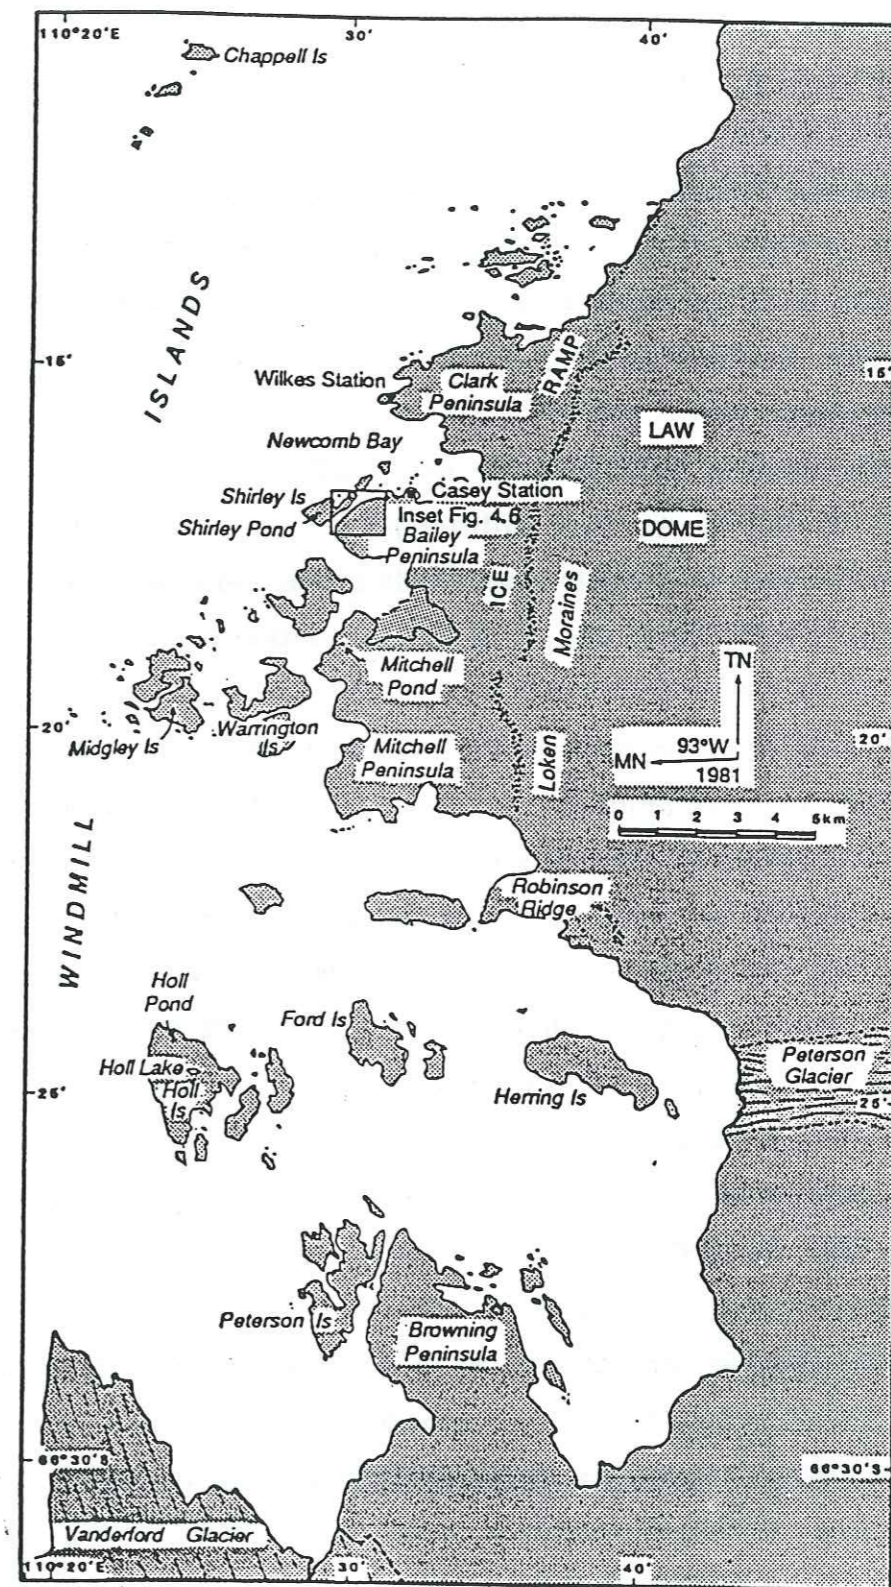 110°20'E
30'
40'
Chappell Is
ISLANDS
RAMP
15'
15'
Wilkes Station
Clark
Peninsula
LAW
Newcomb Bay
Shirley Is
Casey Station
Shirley Pond
Inset Fig. 4.6
DOME
Bailey
Peninsula
ICE
Moraines
Mitchell
Pond
TN
Midgley Is
Warrington
Is
20'
20'
Mitchell
Peninsula
Loken
MN
93°W
1981
0 1 2 3 4 5km
WINDMILL
Robinson
Ridge
Holl
Pond
Ford Is
Holl Lake
Holl
Is
Peterson
Glacier
25'
25'
Herring Is
Peterson Is
Browning
Peninsula
66°30'S
66°30'S
Vanderford Glacier
110°20'E
30'
40'